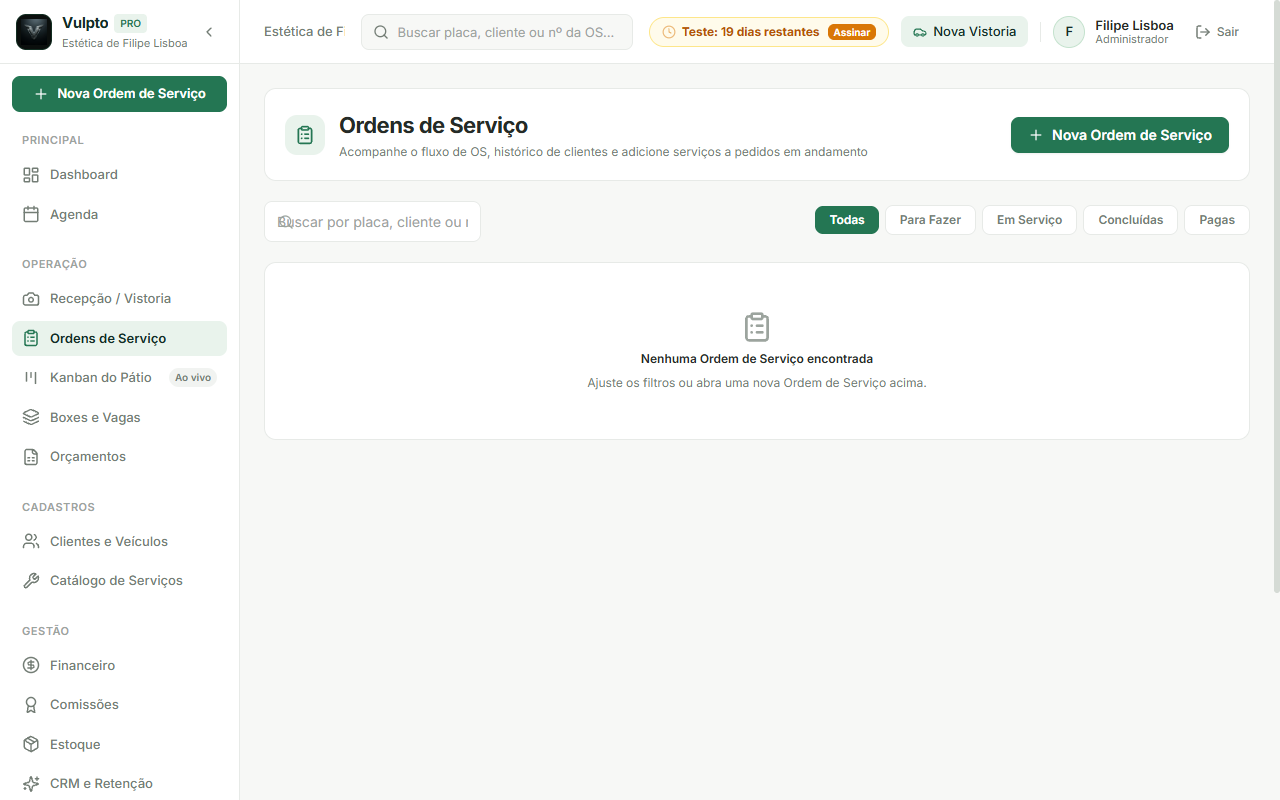 Vulpto PRO
Estética de Filipe Lisboa
Nova Ordem de Serviço
PRINCIPAL
Dashboard
Agenda
OPERAÇÃO
Recepção / Vistoria
Ordens de Serviço
Kanban do Pátio Ao vivo
Boxes e Vagas
Orçamentos
CADASTROS
Clientes e Veículos
Catálogo de Serviços
GESTÃO
Financeiro
Comissões
Estoque
CRM e Retenção
Estética de Fi
Buscar placa, cliente ou nº da OS...
Teste: 19 dias restantes Assinar
Nova Vistoria
F
Filipe Lisboa
Administrador
Sair
Ordens de Serviço
Acompanhe o fluxo de OS, histórico de clientes e adicione serviços a pedidos em andamento
Nova Ordem de Serviço
Buscar por placa, cliente ou
Todas
Para Fazer
Em Serviço
Concluídas
Pagas
Nenhuma Ordem de Serviço encontrada
Ajuste os filtros ou abra uma nova Ordem de Serviço acima.